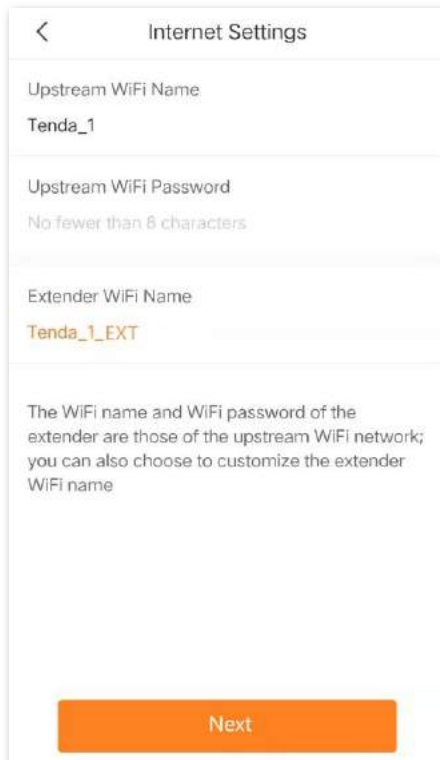 Internet Settings
Upstream WiFi Name
Tenda_1
Upstream WiFi Password
No fewer than 8 characters
Extender WiFi Name
Tenda_1_EXT
The WiFi name and WiFi password of the
extender are those of the upstream WiFi network;
you can also choose to customize the extender
WiFi name
Next